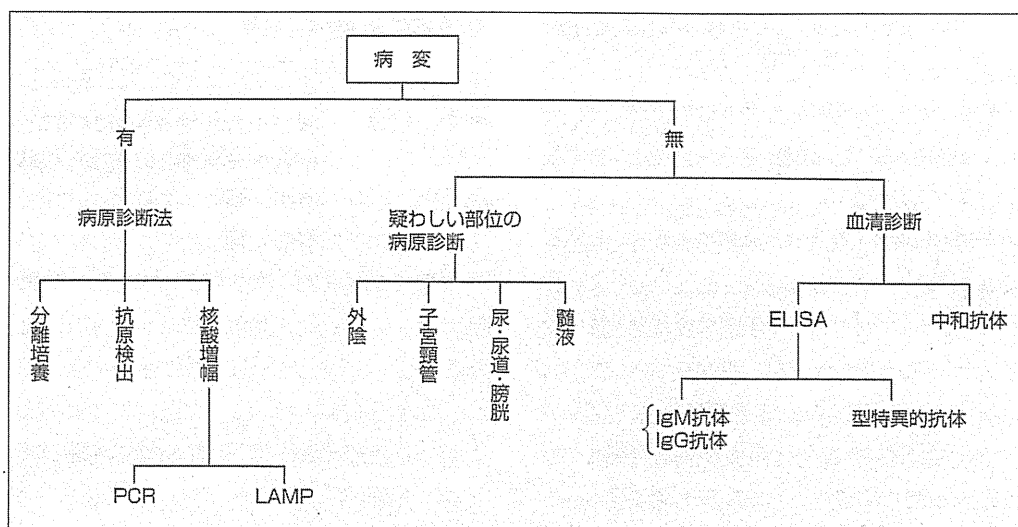 病 変
有
無
病原診断法
疑わしい部位の
病原診断
血清診断
分離培養
抗原検出
核酸増幅
外陰
子宮頸管
尿・尿道・膀胱
髄液
ELISA
中和抗体
IgM抗体
IgG抗体
型特異的抗体
PCR
LAMP